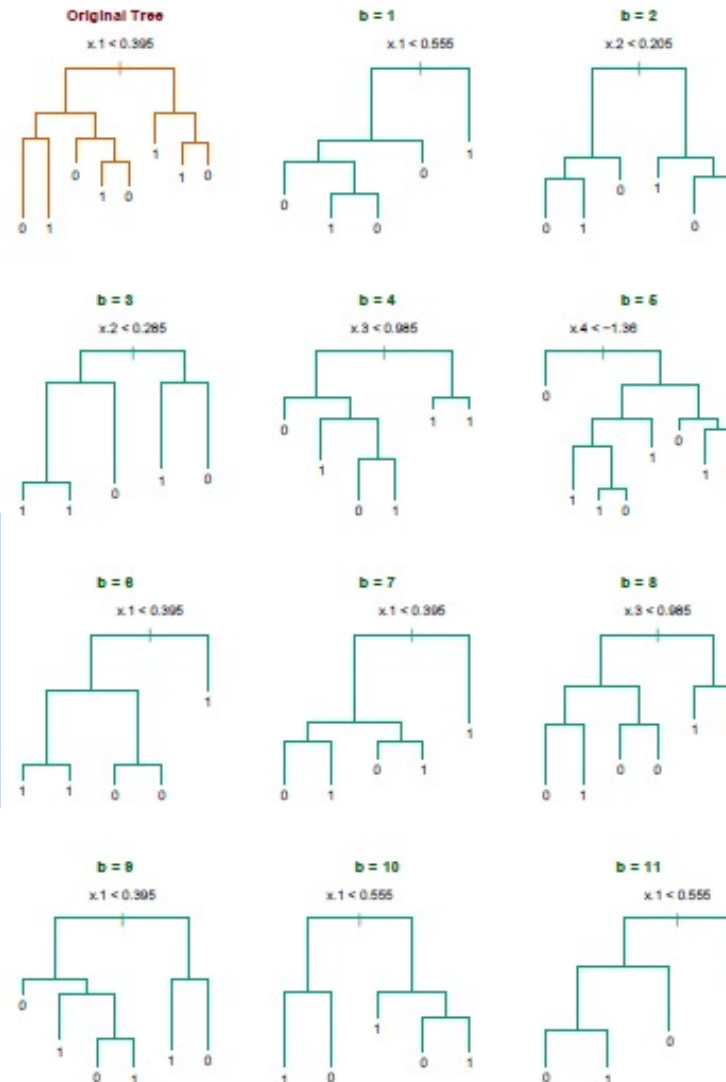 Original Tree b = 1 b = 2
x.1 < 0.395 x.1 < 0.555 x.2 < 0.205
1 0 1
0 0 1 0 0 1
1 0 0 1 0
0 1 1 0 0 1 0
b = 3 b = 4 b = 5
x.2 < 0.285 x.3 < 0.985 x.4 < −1.36
0
0 1 1
1 0 0 1 1 0 1
1 1 0 1 1 1 0
b = 6 b = 7 b = 8
x.1 < 0.395 x.1 < 0.395 x.3 < 0.985
1
1 1
1 1 0 0 0 1 0 0
0 1 0 1
b = 9 b = 10 b = 11
x.1 < 0.395 x.1 < 0.555 x.1 < 0.555
0
1 1 0 1 0
0 1 1 0 0 1 0 1